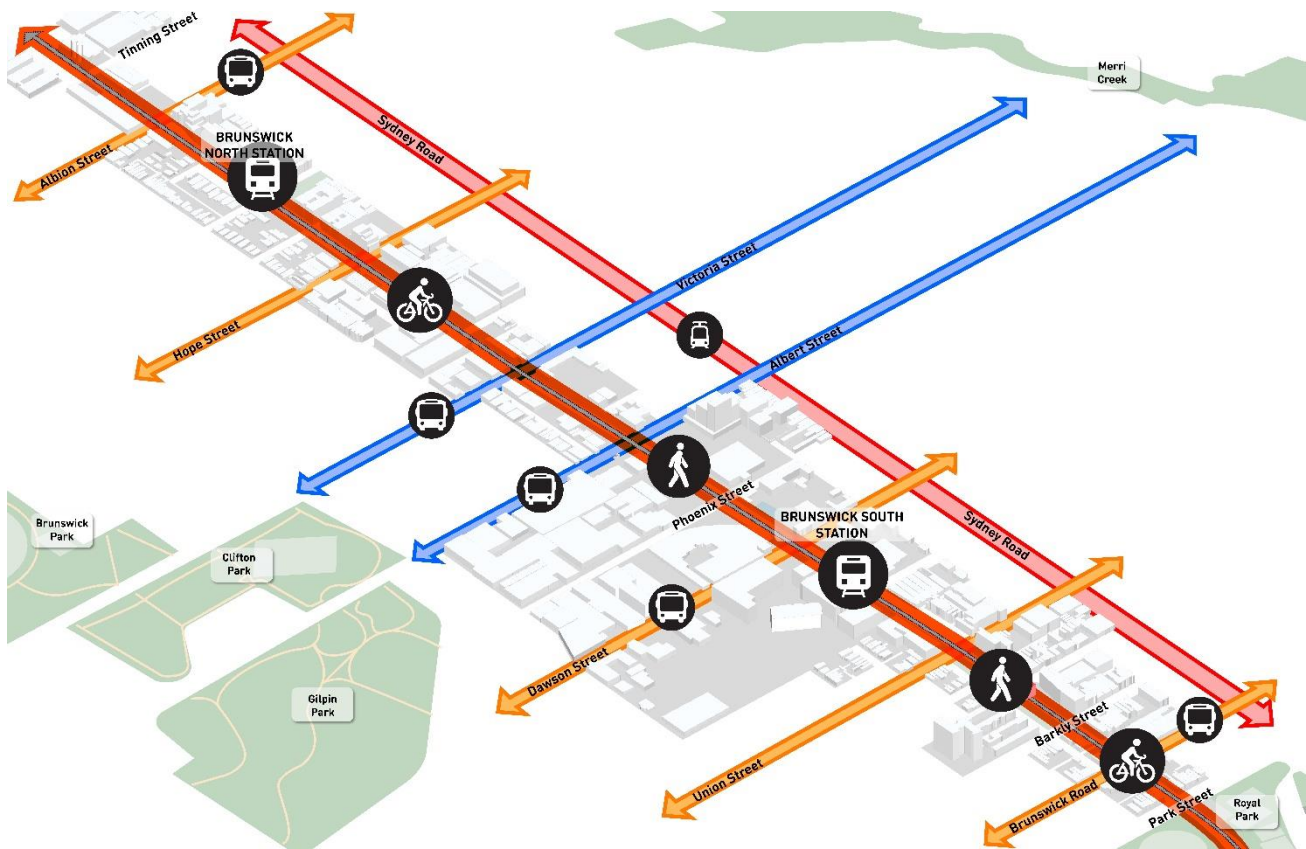 Tinning Street
Merri
Creek
BRUNSWICK
NORTH STATION
Sydney Road
Albion Street
Victoria Street
Hope Street
Albert Street
Phoenix Street
BRUNSWICK SOUTH
STATION
Sydney Road
Brunswick
Park
Clifton
Park
Gilpin
Park
Dawson Street
Barkly Street
Union Street
Brunswick Road
Park Street
Royal
Park